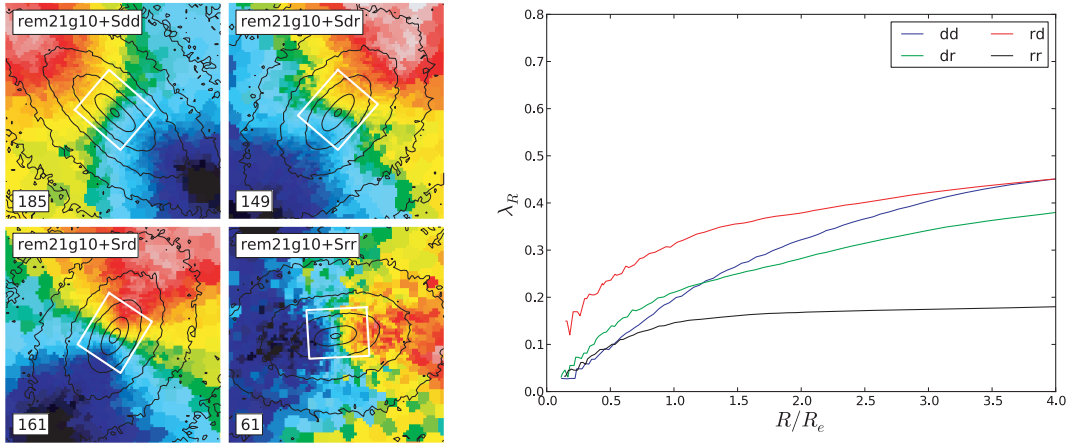 rem21g10+Sdd
185
rem21g10+Sdr
149
rem21g10+Srd
161
rem21g10+Srr
61
0.8
0.7
0.6
0.5
0.4
0.3
0.2
0.1
0.0
λ_R
dd
dr
rd
rr
0.0 0.5 1.0 1.5 2.0 2.5 3.0 3.5 4.0
R/R_e